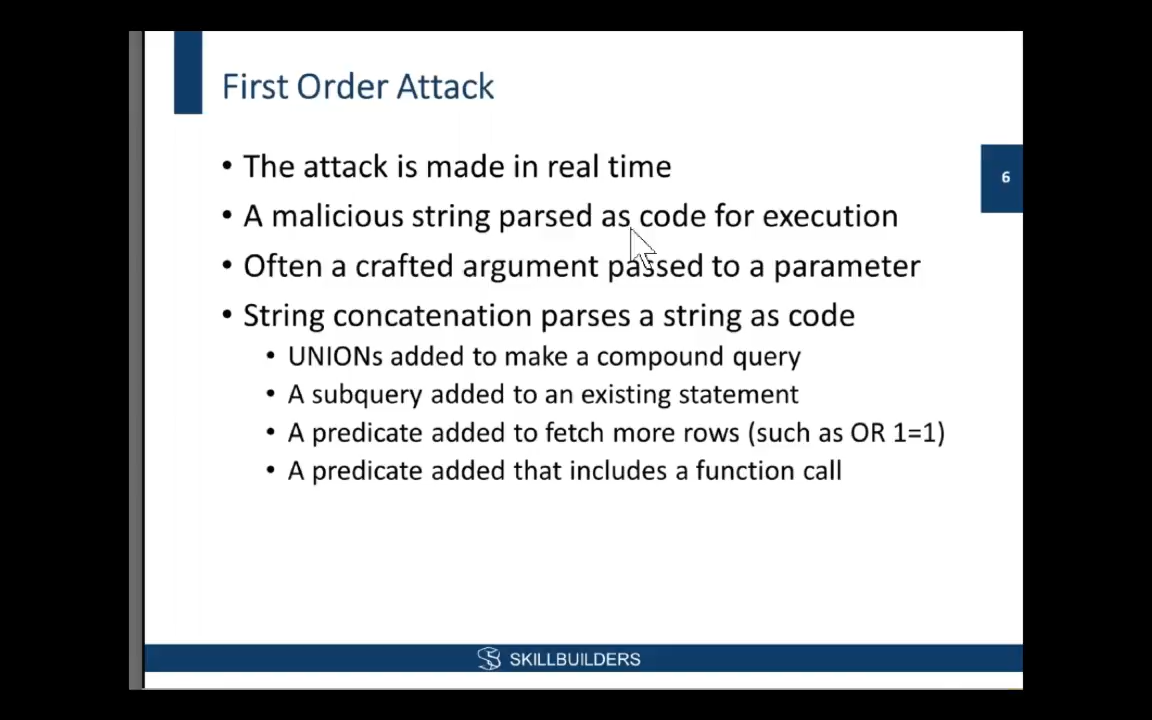 First Order Attack
• The attack is made in real time
6
• A malicious string parsed as code for execution
• Often a crafted argument passed to a parameter
• String concatenation parses a string as code
• UNIONs added to make a compound query
• A subquery added to an existing statement
• A predicate added to fetch more rows (such as OR 1=1)
• A predicate added that includes a function call
SKILLBUILDERS